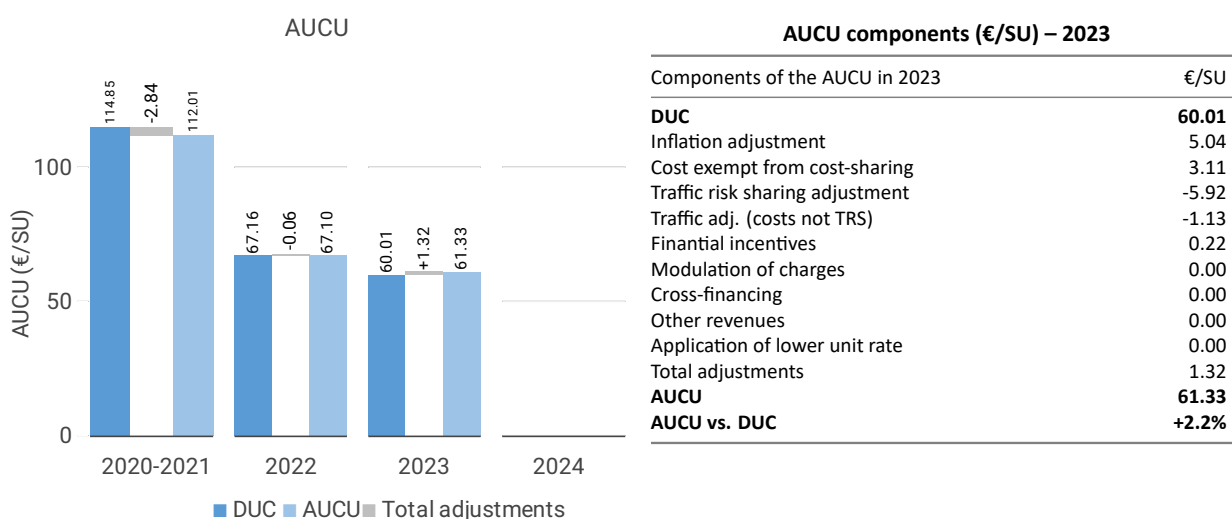 AUCU
AUCU (€/SU)
100
50
0
114.85
-2.84
112.01
67.16
-0.06
67.10
60.01
+1.32
61.33
2020-2021
2022
2023
2024
DUC AUCU Total adjustments
AUCU components (€/SU) – 2023
Components of the AUCU in 2023 €/SU
DUC 60.01
Inflation adjustment 5.04
Cost exempt from cost-sharing 3.11
Traffic risk sharing adjustment -5.92
Traffic adj. (costs not TRS) -1.13
Finantial incentives 0.22
Modulation of charges 0.00
Cross-financing 0.00
Other revenues 0.00
Application of lower unit rate 0.00
Total adjustments 1.32
AUCU 61.33
AUCU vs. DUC +2.2%